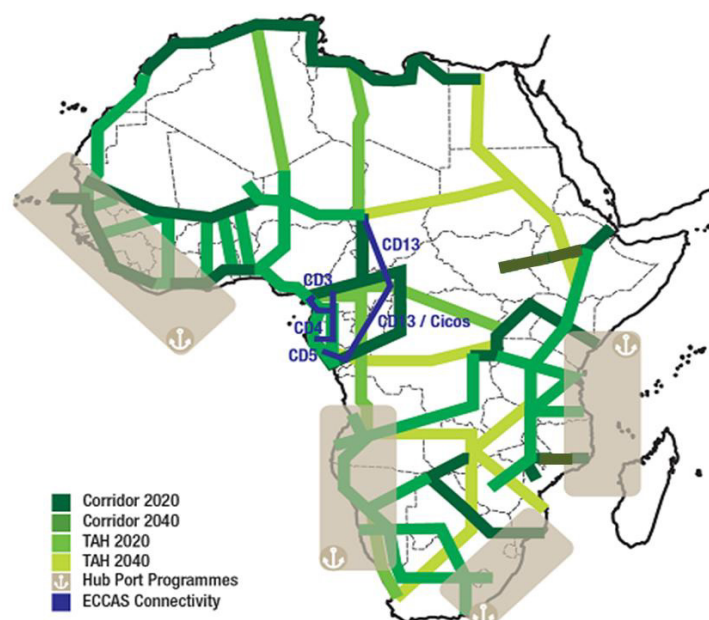 CD13
CD3
CD13 / Cicos
CD4
CD5
Corridor 2020
Corridor 2040
TAH 2020
TAH 2040
Hub Port Programmes
ECCAS Connectivity